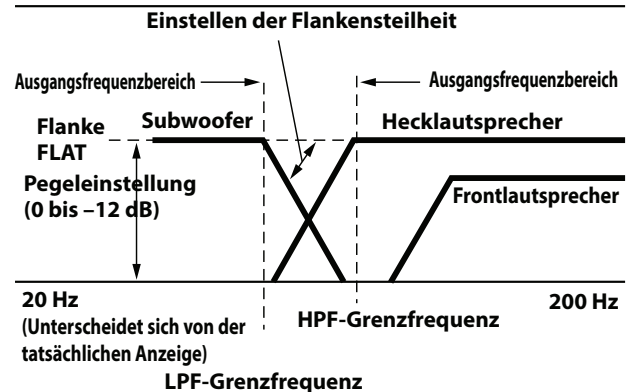 Einstellen der Flankensteilheit
Ausgangsfrequenzbereich
Ausgangsfrequenzbereich
Flanke
FLAT
Subwoofer
Hecklautsprecher
Pegeleinstellung
(0 bis –12 dB)
Frontlautsprecher
20 Hz
200 Hz
(Unterscheidet sich von der
tatsächlichen Anzeige)
HPF-Grenzfrequenz
LPF-Grenzfrequenz